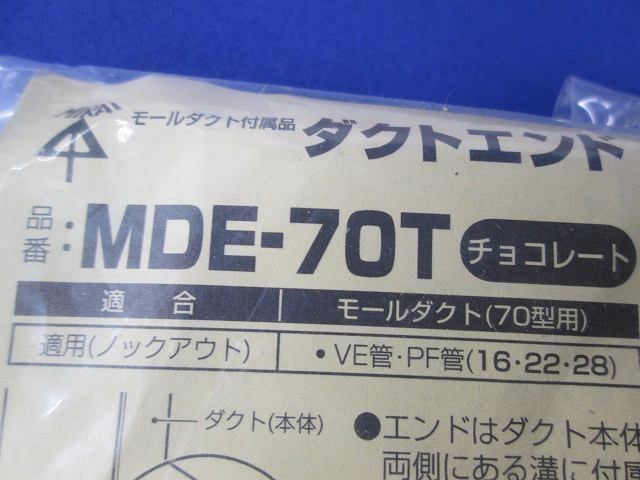 MIRAI
モールダクト付属品 ダクトエンド
品番: MDE-70T チョコレート
適合 モールダクト(70型用)
適用(ノックアウト) ・VE管・PF管(16・22・28)
ダクト(本体)
●エンドはダクト本体
両側にある溝に付属